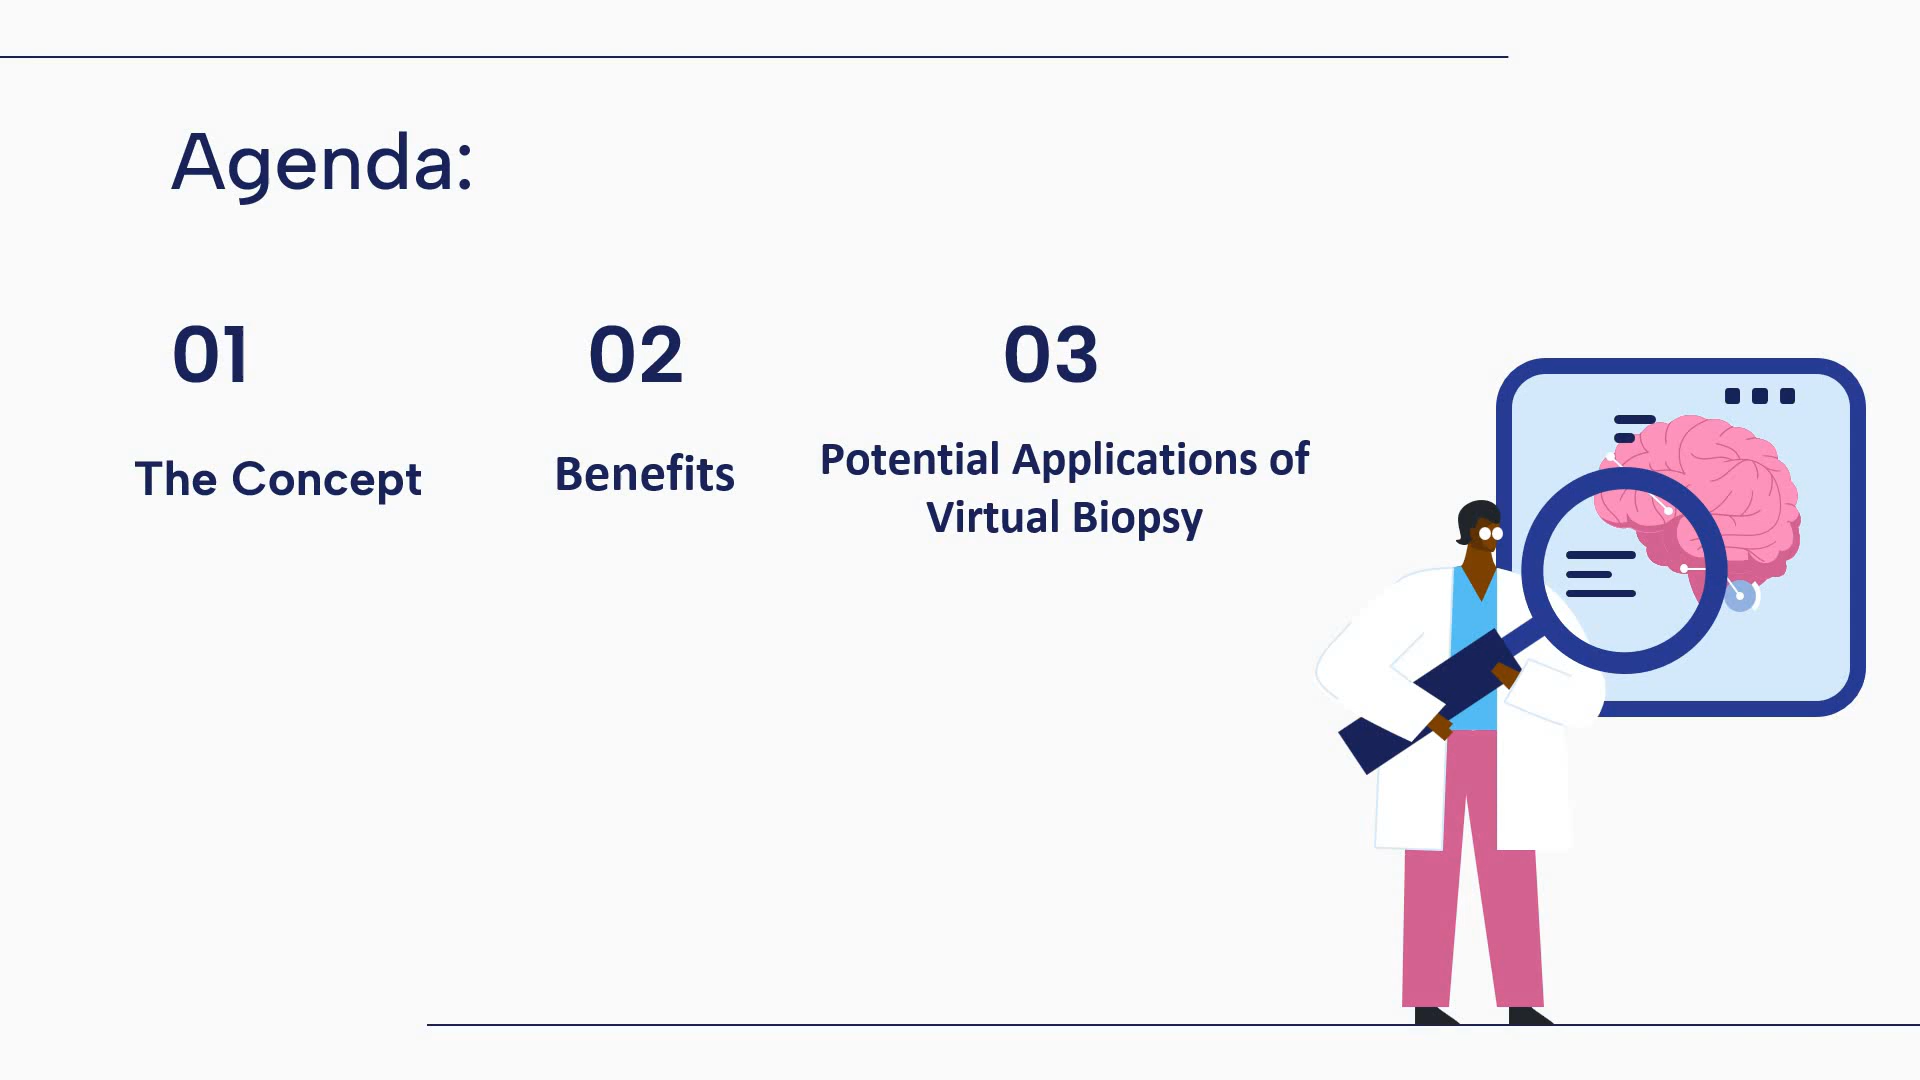 Agenda:
01
The Concept
02
Benefits
03
Potential Applications of
Virtual Biopsy